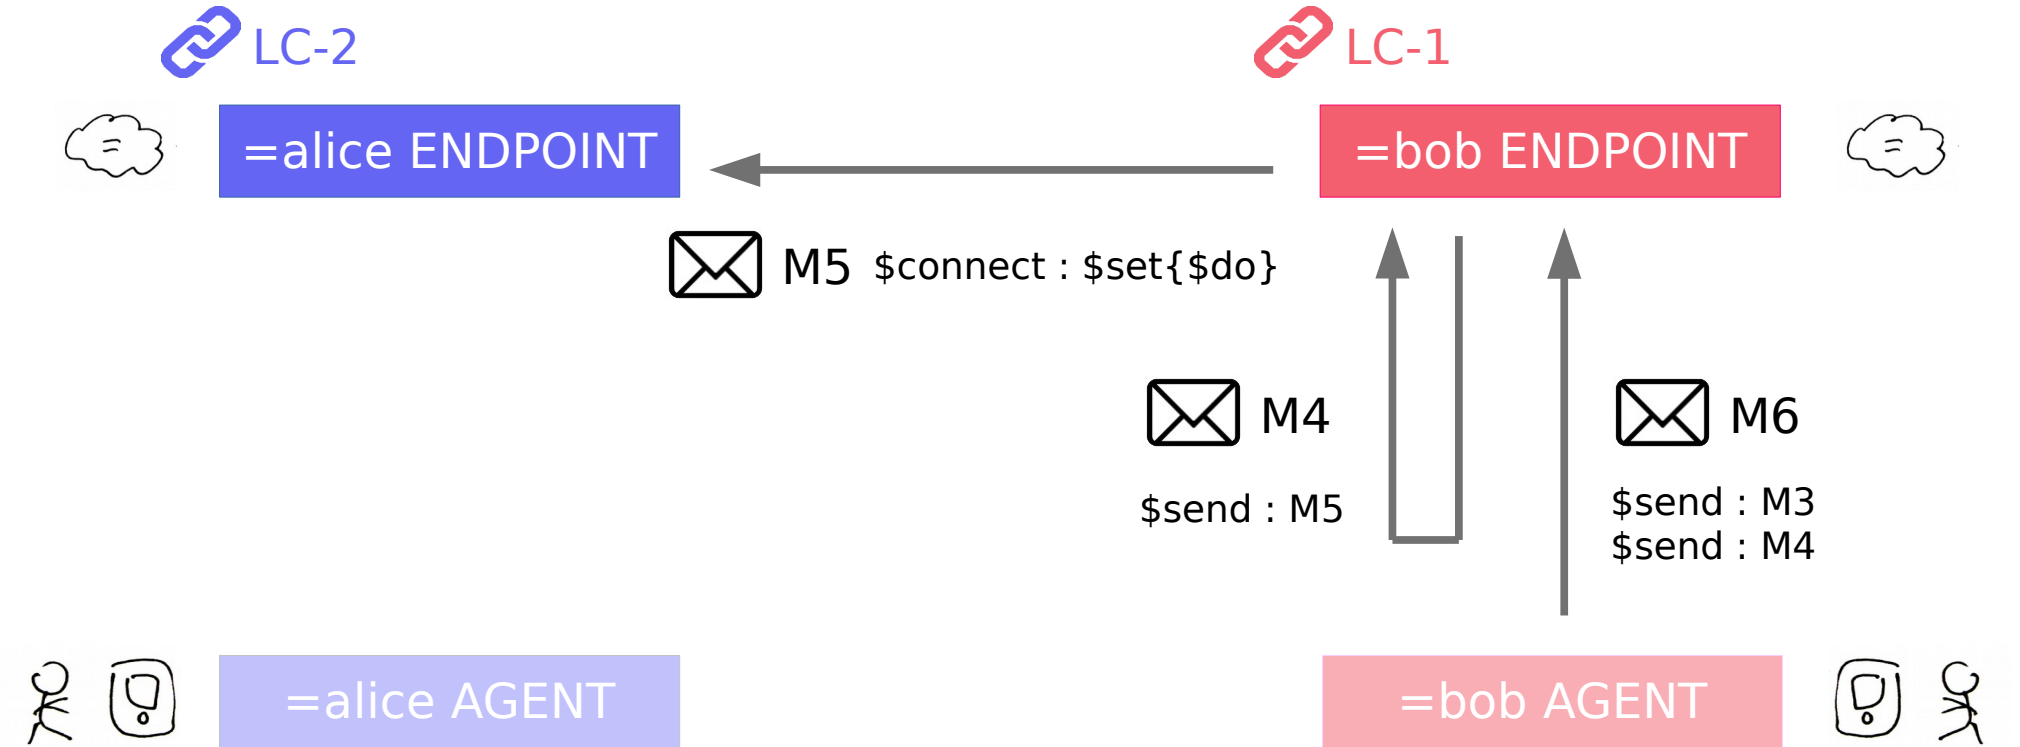 LC-2
LC-1
=alice ENDPOINT
=bob ENDPOINT
M5 $connect : $set{$do}
M4
M6
$send : M5
$send : M3
$send : M4
=alice AGENT
=bob AGENT